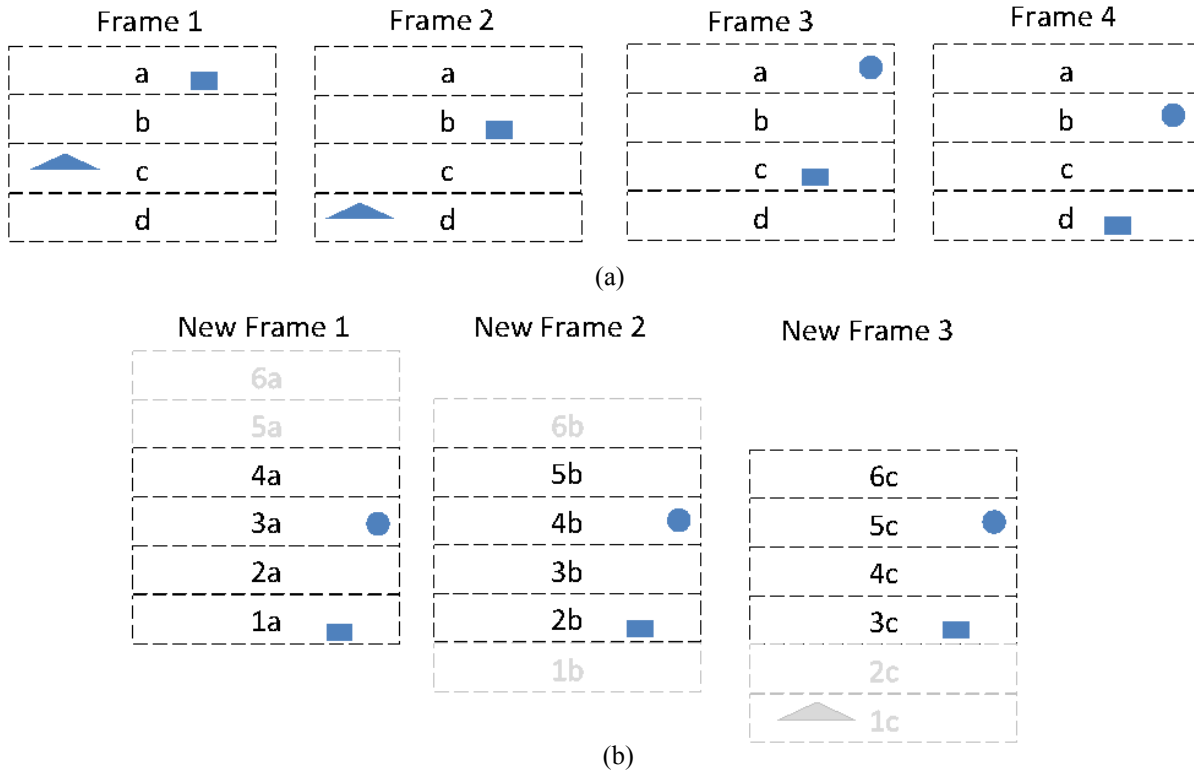 Frame 1 Frame 2 Frame 3 Frame 4
a a a a
b b b b
c c c c
d d d d
(a)
New Frame 1 New Frame 2 New Frame 3
6a
5a 6b
4a 5b 6c
3a 4b 5c
2a 3b 4c
1a 2b 3c
1b 2c
1c
(b)